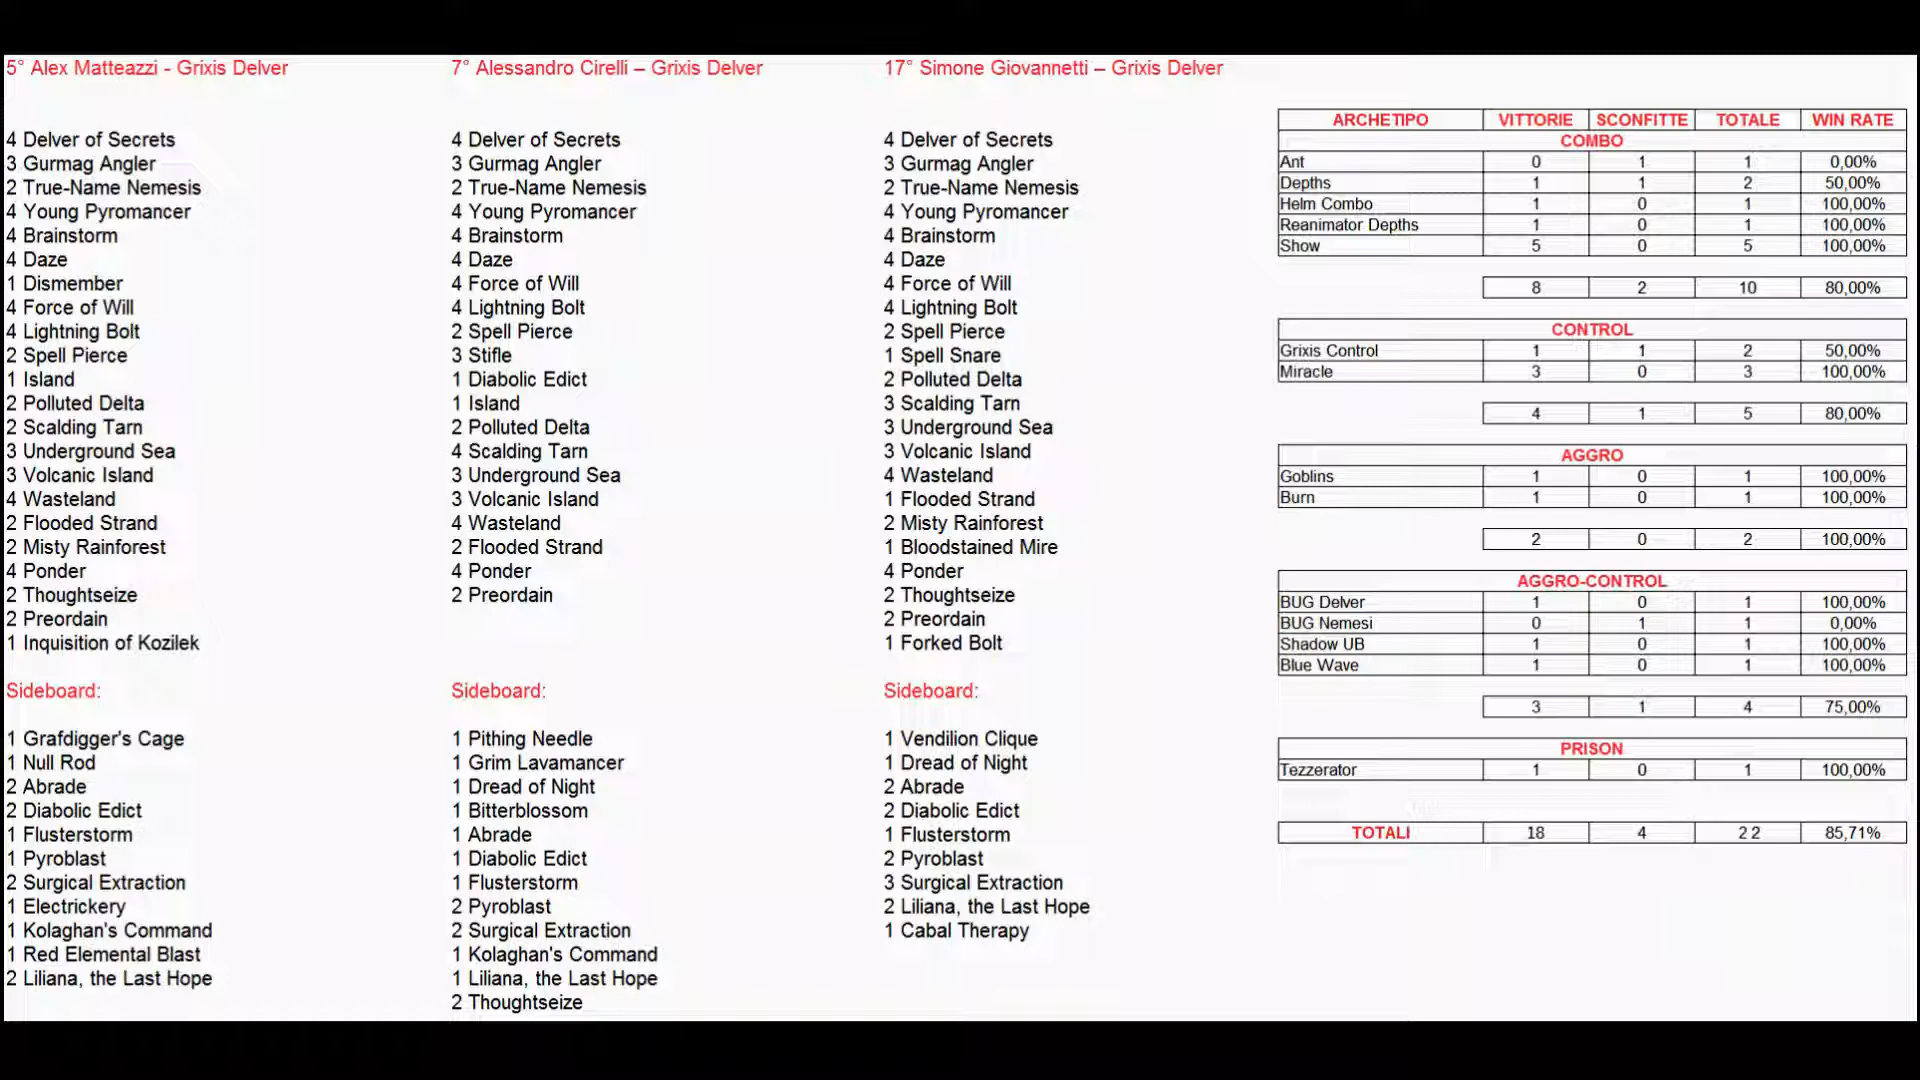 5° Alex Matteazzi - Grixis Delver
4 Delver of Secrets
3 Gurmag Angler
2 True-Name Nemesis
4 Young Pyromancer
4 Brainstorm
4 Daze
1 Dismember
4 Force of Will
4 Lightning Bolt
2 Spell Pierce
1 Island
2 Polluted Delta
2 Scalding Tarn
3 Underground Sea
3 Volcanic Island
4 Wasteland
2 Flooded Strand
2 Misty Rainforest
4 Ponder
2 Thoughtseize
2 Preordain
1 Inquisition of Kozilek
Sideboard:
1 Grafdigger's Cage
1 Null Rod
2 Abrade
2 Diabolic Edict
1 Flusterstorm
1 Pyroblast
2 Surgical Extraction
1 Electrickery
1 Kolaghan's Command
1 Red Elemental Blast
2 Liliana, the Last Hope
7° Alessandro Cirelli – Grixis Delver
4 Delver of Secrets
3 Gurmag Angler
2 True-Name Nemesis
4 Young Pyromancer
4 Brainstorm
4 Daze
4 Force of Will
4 Lightning Bolt
2 Spell Pierce
3 Stifle
1 Diabolic Edict
1 Island
2 Polluted Delta
4 Scalding Tarn
3 Underground Sea
3 Volcanic Island
4 Wasteland
2 Flooded Strand
4 Ponder
2 Preordain
Sideboard:
1 Pithing Needle
1 Grim Lavamancer
1 Dread of Night
1 Bitterblossom
1 Abrade
1 Diabolic Edict
1 Flusterstorm
2 Pyroblast
2 Surgical Extraction
1 Kolaghan's Command
1 Liliana, the Last Hope
2 Thoughtseize
17° Simone Giovannetti – Grixis Delver
4 Delver of Secrets
3 Gurmag Angler
2 True-Name Nemesis
4 Young Pyromancer
4 Brainstorm
4 Daze
4 Force of Will
4 Lightning Bolt
2 Spell Pierce
1 Spell Snare
2 Polluted Delta
3 Scalding Tarn
3 Underground Sea
3 Volcanic Island
4 Wasteland
1 Flooded Strand
2 Misty Rainforest
1 Bloodstained Mire
4 Ponder
2 Thoughtseize
2 Preordain
1 Forked Bolt
Sideboard:
1 Vendilion Clique
1 Dread of Night
2 Abrade
2 Diabolic Edict
1 Flusterstorm
2 Pyroblast
3 Surgical Extraction
2 Liliana, the Last Hope
1 Cabal Therapy
ARCHETIPO VITTORIE SCONFITTE TOTALE WIN RATE
COMBO
Ant 0 1 1 0,00%
Depths 1 1 2 50,00%
Helm Combo 1 0 1 100,00%
Reanimator Depths 1 0 1 100,00%
Show 5 0 5 100,00%
8 2 10 80,00%
CONTROL
Grixis Control 1 1 2 50,00%
Miracle 3 0 3 100,00%
4 1 5 80,00%
AGGRO
Goblins 1 0 1 100,00%
Burn 1 0 1 100,00%
2 0 2 100,00%
AGGRO-CONTROL
BUG Delver 1 0 1 100,00%
BUG Nemesi 0 1 1 0,00%
Shadow UB 1 0 1 100,00%
Blue Wave 1 0 1 100,00%
3 1 4 75,00%
PRISON
Tezzerator 1 0 1 100,00%
TOTALI 18 4 22 85,71%